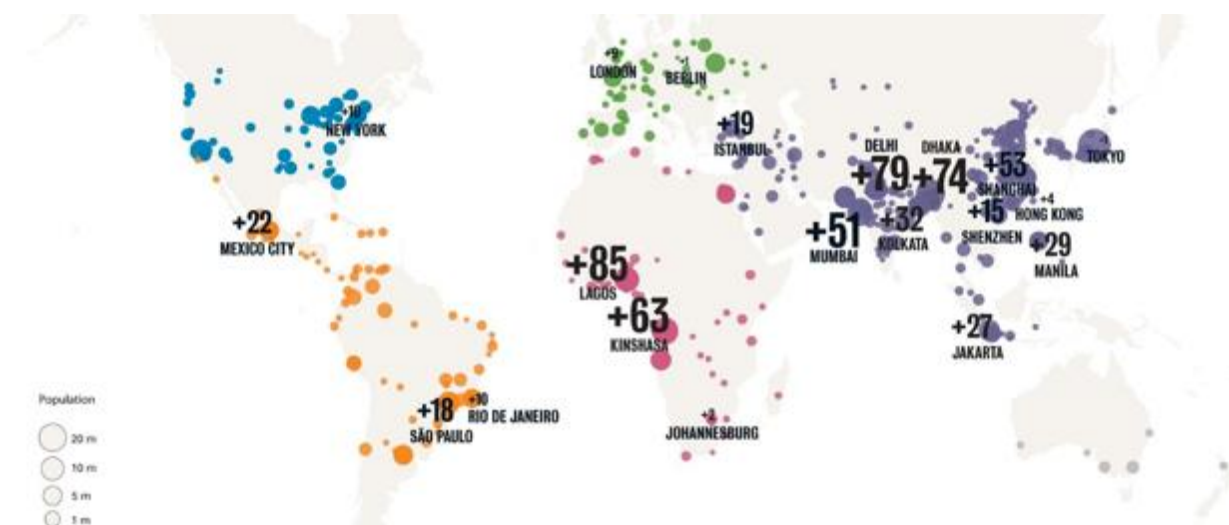 +9
LONDON
-1
BERLIN
+10
NEW YORK
+19
ISTANBUL
DELHI
+79
DHAKA
+74
+53
SHANGHAI
TOKYO
+22
MEXICO CITY
+51
MUMBAI
+32
KOLKATA
+15
SHENZHEN
+4
HONG KONG
+29
MANILA
+85
LAGOS
+63
KINSHASA
+27
JAKARTA
+18
SÃO PAULO
+10
RIO DE JANEIRO
+2
JOHANNESBURG
Population
20 m
10 m
5 m
1 m